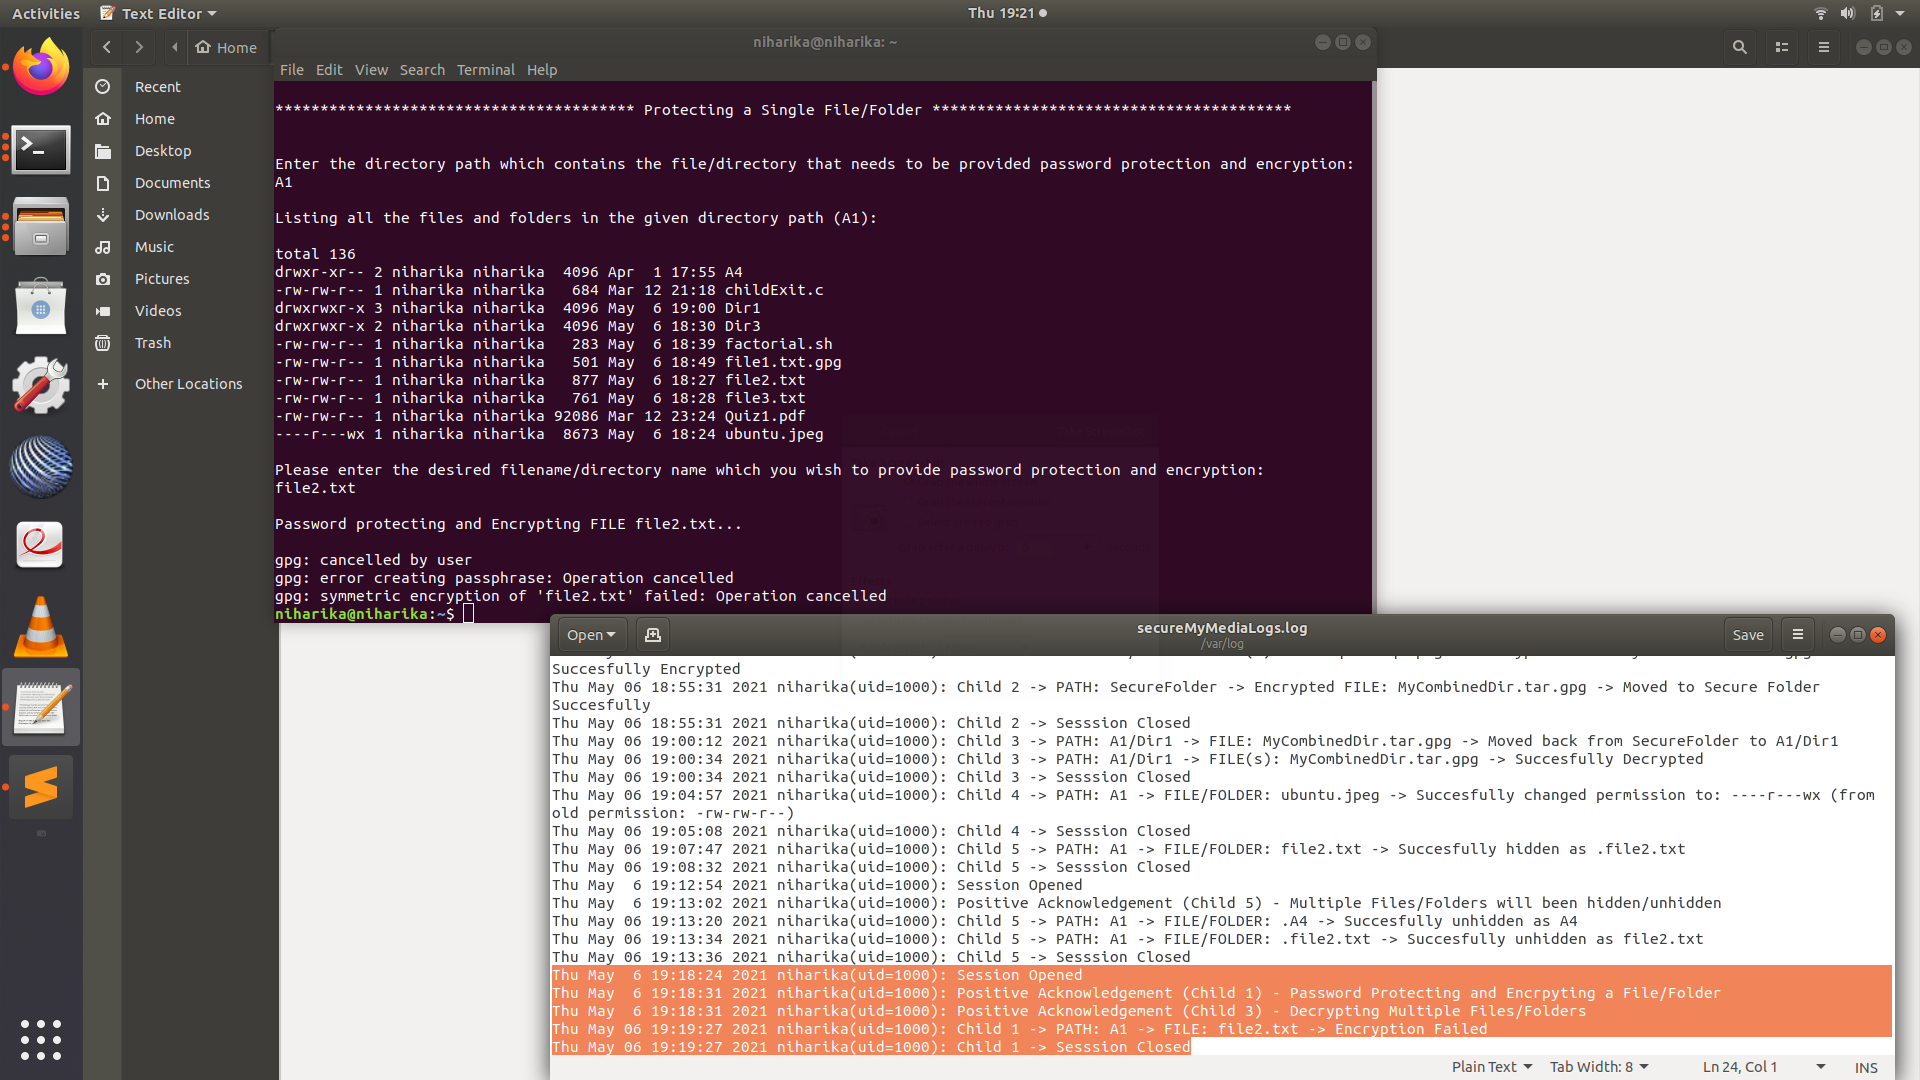 Activities
Text Editor
Thu 19:21
Home
niharika@niharika: ~
File Edit View Search Terminal Help
Recent
Home
Desktop
Documents
Downloads
Music
Pictures
Videos
Trash
Other Locations
**************************************** Protecting a Single File/Folder ****************************************
Enter the directory path which contains the file/directory that needs to be provided password protection and encryption:
A1
Listing all the files and folders in the given directory path (A1):
total 136
drwxr-xr-- 2 niharika niharika  4096 Apr  1 17:55 A4
-rw-rw-r-- 1 niharika niharika   684 Mar 12 21:18 childExit.c
drwxrwxr-x 3 niharika niharika  4096 May  6 19:00 Dir1
drwxrwxr-x 2 niharika niharika  4096 May  6 18:30 Dir3
-rw-rw-r-- 1 niharika niharika   283 May  6 18:39 factorial.sh
-rw-rw-r-- 1 niharika niharika   501 May  6 18:49 file1.txt.gpg
-rw-rw-r-- 1 niharika niharika   877 May  6 18:27 file2.txt
-rw-rw-r-- 1 niharika niharika   761 May  6 18:28 file3.txt
-rw-rw-r-- 1 niharika niharika 92086 Mar 12 23:24 Quiz1.pdf
----r---wx 1 niharika niharika  8673 May  6 18:24 ubuntu.jpeg
Please enter the desired filename/directory name which you wish to provide password protection and encryption:
file2.txt
Password protecting and Encrypting FILE file2.txt...
gpg: cancelled by user
gpg: error creating passphrase: Operation cancelled
gpg: symmetric encryption of 'file2.txt' failed: Operation cancelled
niharika@niharika:~$
Open
secureMyMediaLogs.log
/var/log
Save
Succesfully Encrypted
Thu May 06 18:55:31 2021 niharika(uid=1000): Child 2 -> PATH: SecureFolder -> Encrypted FILE: MyCombinedDir.tar.gpg -> Moved to Secure Folder
Succesfully
Thu May 06 18:55:31 2021 niharika(uid=1000): Child 2 -> Sesssion Closed
Thu May 06 19:00:12 2021 niharika(uid=1000): Child 3 -> PATH: A1/Dir1 -> FILE: MyCombinedDir.tar.gpg -> Moved back from SecureFolder to A1/Dir1
Thu May 06 19:00:34 2021 niharika(uid=1000): Child 3 -> PATH: A1/Dir1 -> FILE(s): MyCombinedDir.tar.gpg -> Succesfully Decrypted
Thu May 06 19:00:34 2021 niharika(uid=1000): Child 3 -> Sesssion Closed
Thu May 06 19:04:57 2021 niharika(uid=1000): Child 4 -> PATH: A1 -> FILE/FOLDER: ubuntu.jpeg -> Succesfully changed permission to: ----r---wx (from
old permission: -rw-rw-r--)
Thu May 06 19:05:08 2021 niharika(uid=1000): Child 4 -> Sesssion Closed
Thu May 06 19:07:47 2021 niharika(uid=1000): Child 5 -> PATH: A1 -> FILE/FOLDER: file2.txt -> Succesfully hidden as .file2.txt
Thu May 06 19:08:32 2021 niharika(uid=1000): Child 5 -> Sesssion Closed
Thu May  6 19:12:54 2021 niharika(uid=1000): Session Opened
Thu May  6 19:13:02 2021 niharika(uid=1000): Positive Acknowledgement (Child 5) - Multiple Files/Folders will been hidden/unhidden
Thu May 06 19:13:20 2021 niharika(uid=1000): Child 5 -> PATH: A1 -> FILE/FOLDER: .A4 -> Succesfully unhidden as A4
Thu May 06 19:13:34 2021 niharika(uid=1000): Child 5 -> PATH: A1 -> FILE/FOLDER: .file2.txt -> Succesfully unhidden as file2.txt
Thu May 06 19:13:36 2021 niharika(uid=1000): Child 5 -> Sesssion Closed
Thu May  6 19:18:24 2021 niharika(uid=1000): Session Opened
Thu May  6 19:18:31 2021 niharika(uid=1000): Positive Acknowledgement (Child 1) - Password Protecting and Encrpyting a File/Folder
Thu May  6 19:18:31 2021 niharika(uid=1000): Positive Acknowledgement (Child 3) - Decrypting Multiple Files/Folders
Thu May 06 19:19:27 2021 niharika(uid=1000): Child 1 -> PATH: A1 -> FILE: file2.txt -> Encryption Failed
Thu May 06 19:19:27 2021 niharika(uid=1000): Child 1 -> Sesssion Closed
Plain Text Tab Width: 8 Ln 24, Col 1 INS